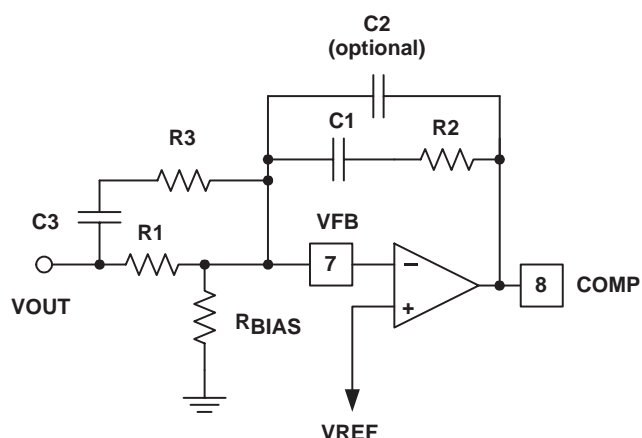 C2
(optional)
C1
R2
R3
C3
R1
VFB
7
−
+
8
COMP
VOUT
RBIAS
VREF